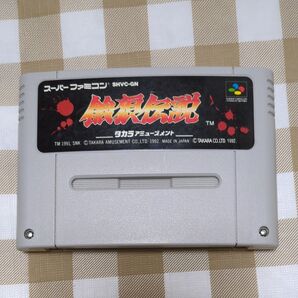 スーパーファミコン SHVC-GN
餓狼伝説
TM
タカラアミューズメント
TM 1991 SNK ©TAKARA AMUSEMENT CO.,LTD 1992 MADE IN JAPAN ©TAKARA CO.,LTD. 1992